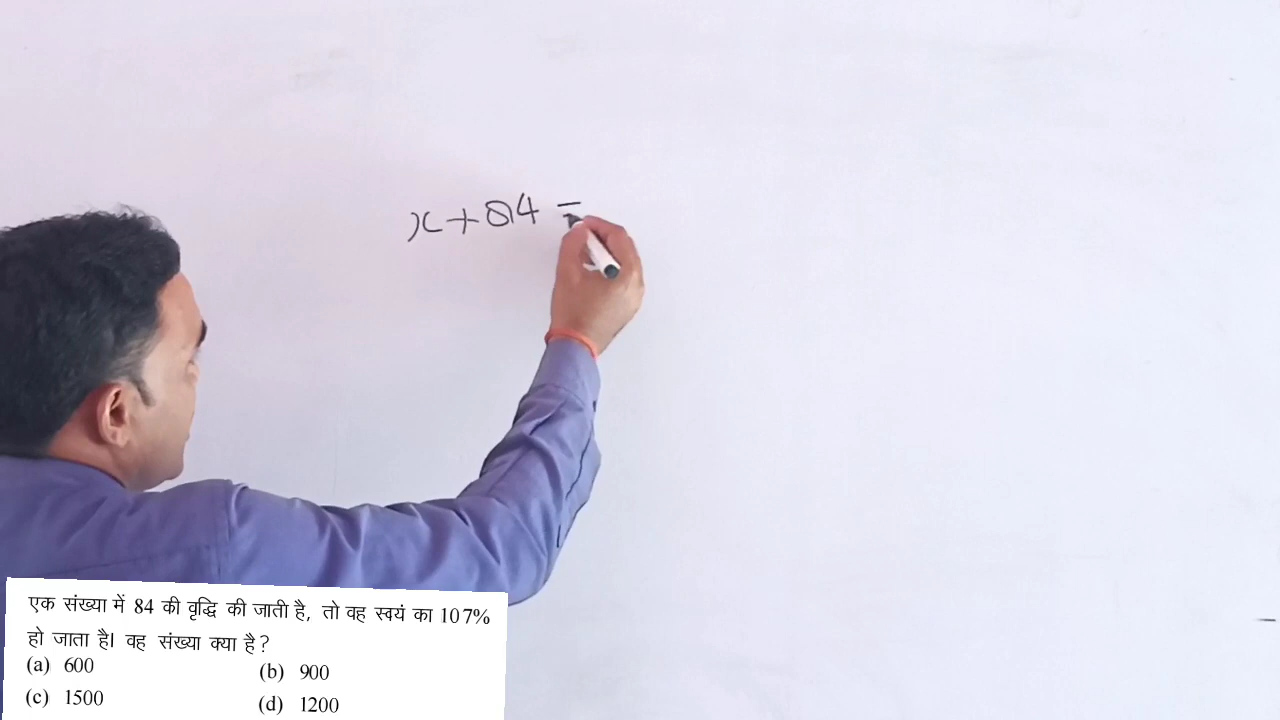 x + 84 =
एक संख्या में 84 की वृद्धि की जाती है, तो वह स्वयं का 107%
हो जाता है। वह संख्या क्या है?
(a) 600 (b) 900
(c) 1500 (d) 1200